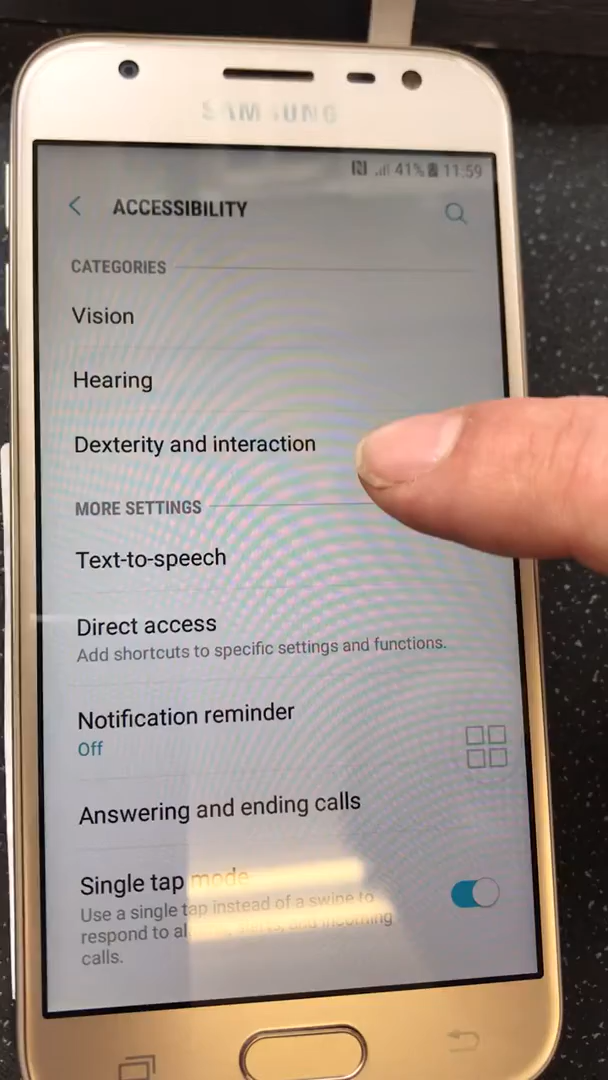 SAMSUNG
41% 11:59
ACCESSIBILITY
CATEGORIES
Vision
Hearing
Dexterity and interaction
MORE SETTINGS
Text-to-speech
Direct access
Add shortcuts to specific settings and functions.
Notification reminder
Off
Answering and ending calls
Single tap mode
Use a single tap instead of a swipe to
respond to and incoming
calls.